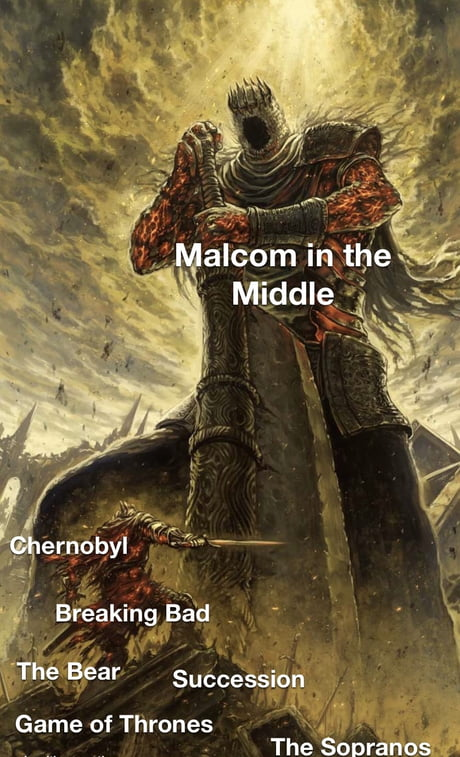 Malcom in the
Middle
Chernobyl
Breaking Bad
The Bear
Succession
Game of Thrones
The Sopranos